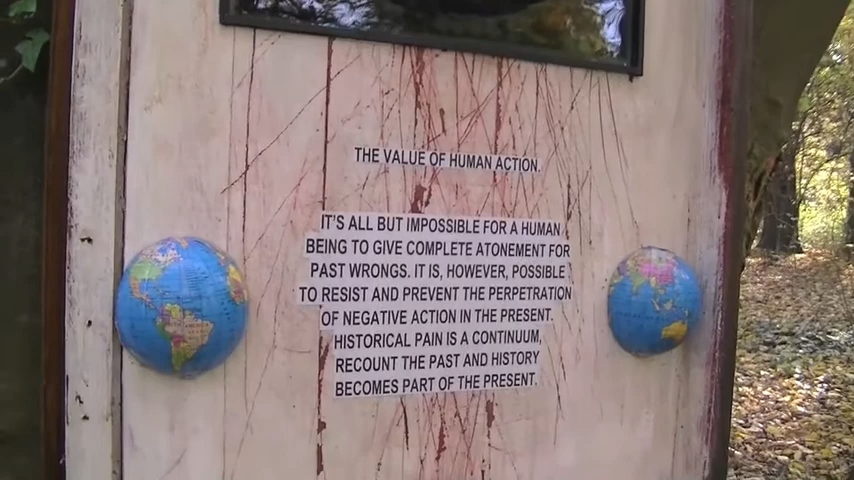 THE VALUE OF HUMAN ACTION.
IT'S ALL BUT IMPOSSIBLE FOR A HUMAN
BEING TO GIVE COMPLETE ATONEMENT FOR
PAST WRONGS. IT IS, HOWEVER, POSSIBLE
TO RESIST AND PREVENT THE PERPETRATION
OF NEGATIVE ACTION IN THE PRESENT.
HISTORICAL PAIN IS A CONTINUUM,
RECOUNT THE PAST AND HISTORY
BECOMES PART OF THE PRESENT.